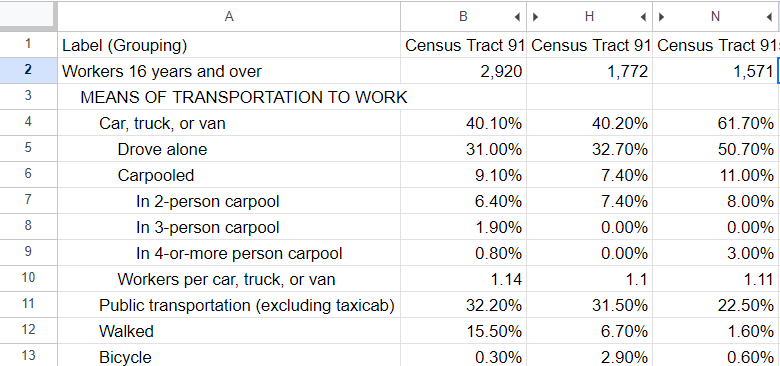 A B H N
1 Label (Grouping) Census Tract 91 Census Tract 91 Census Tract 91
2 Workers 16 years and over 2,920 1,772 1,571
3 MEANS OF TRANSPORTATION TO WORK
4 Car, truck, or van 40.10% 40.20% 61.70%
5 Drove alone 31.00% 32.70% 50.70%
6 Carpooled 9.10% 7.40% 11.00%
7 In 2-person carpool 6.40% 7.40% 8.00%
8 In 3-person carpool 1.90% 0.00% 0.00%
9 In 4-or-more person carpool 0.80% 0.00% 3.00%
10 Workers per car, truck, or van 1.14 1.1 1.11
11 Public transportation (excluding taxicab) 32.20% 31.50% 22.50%
12 Walked 15.50% 6.70% 1.60%
13 Bicycle 0.30% 2.90% 0.60%